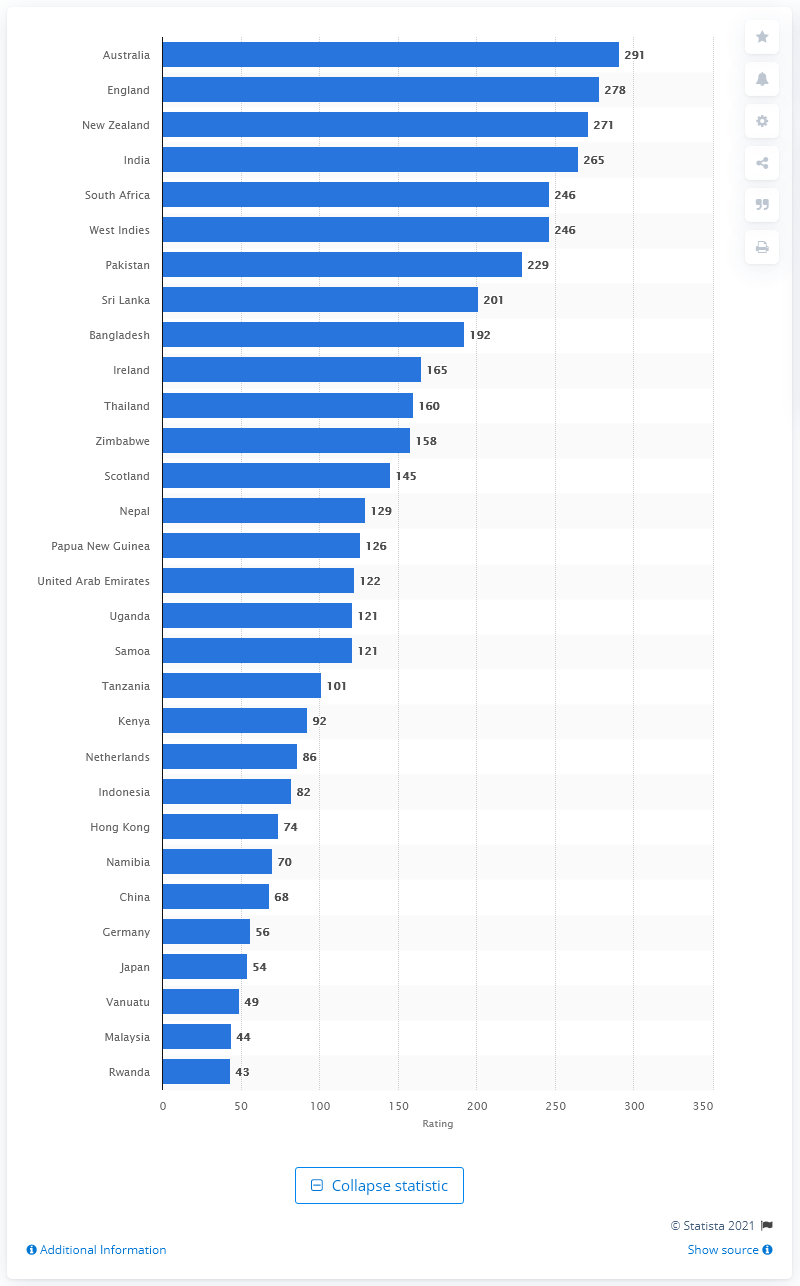 Australia 291
England 278
New Zealand 271
India 265
South Africa 246
West Indies 246
Pakistan 229
Sri Lanka 201
Bangladesh 192
Ireland 165
Thailand 160
Zimbabwe 158
Scotland 145
Nepal 129
Papua New Guinea 126
United Arab Emirates 122
Uganda 121
Samoa 121
Tanzania 101
Kenya 92
Netherlands 86
Indonesia 82
Hong Kong 74
Namibia 70
China 68
Germany 56
Japan 54
Vanuatu 49
Malaysia 44
Rwanda 43
0 50 100 150 200 250 300 350
Rating
Collapse statistic
© Statista 2021
Additional Information Show source